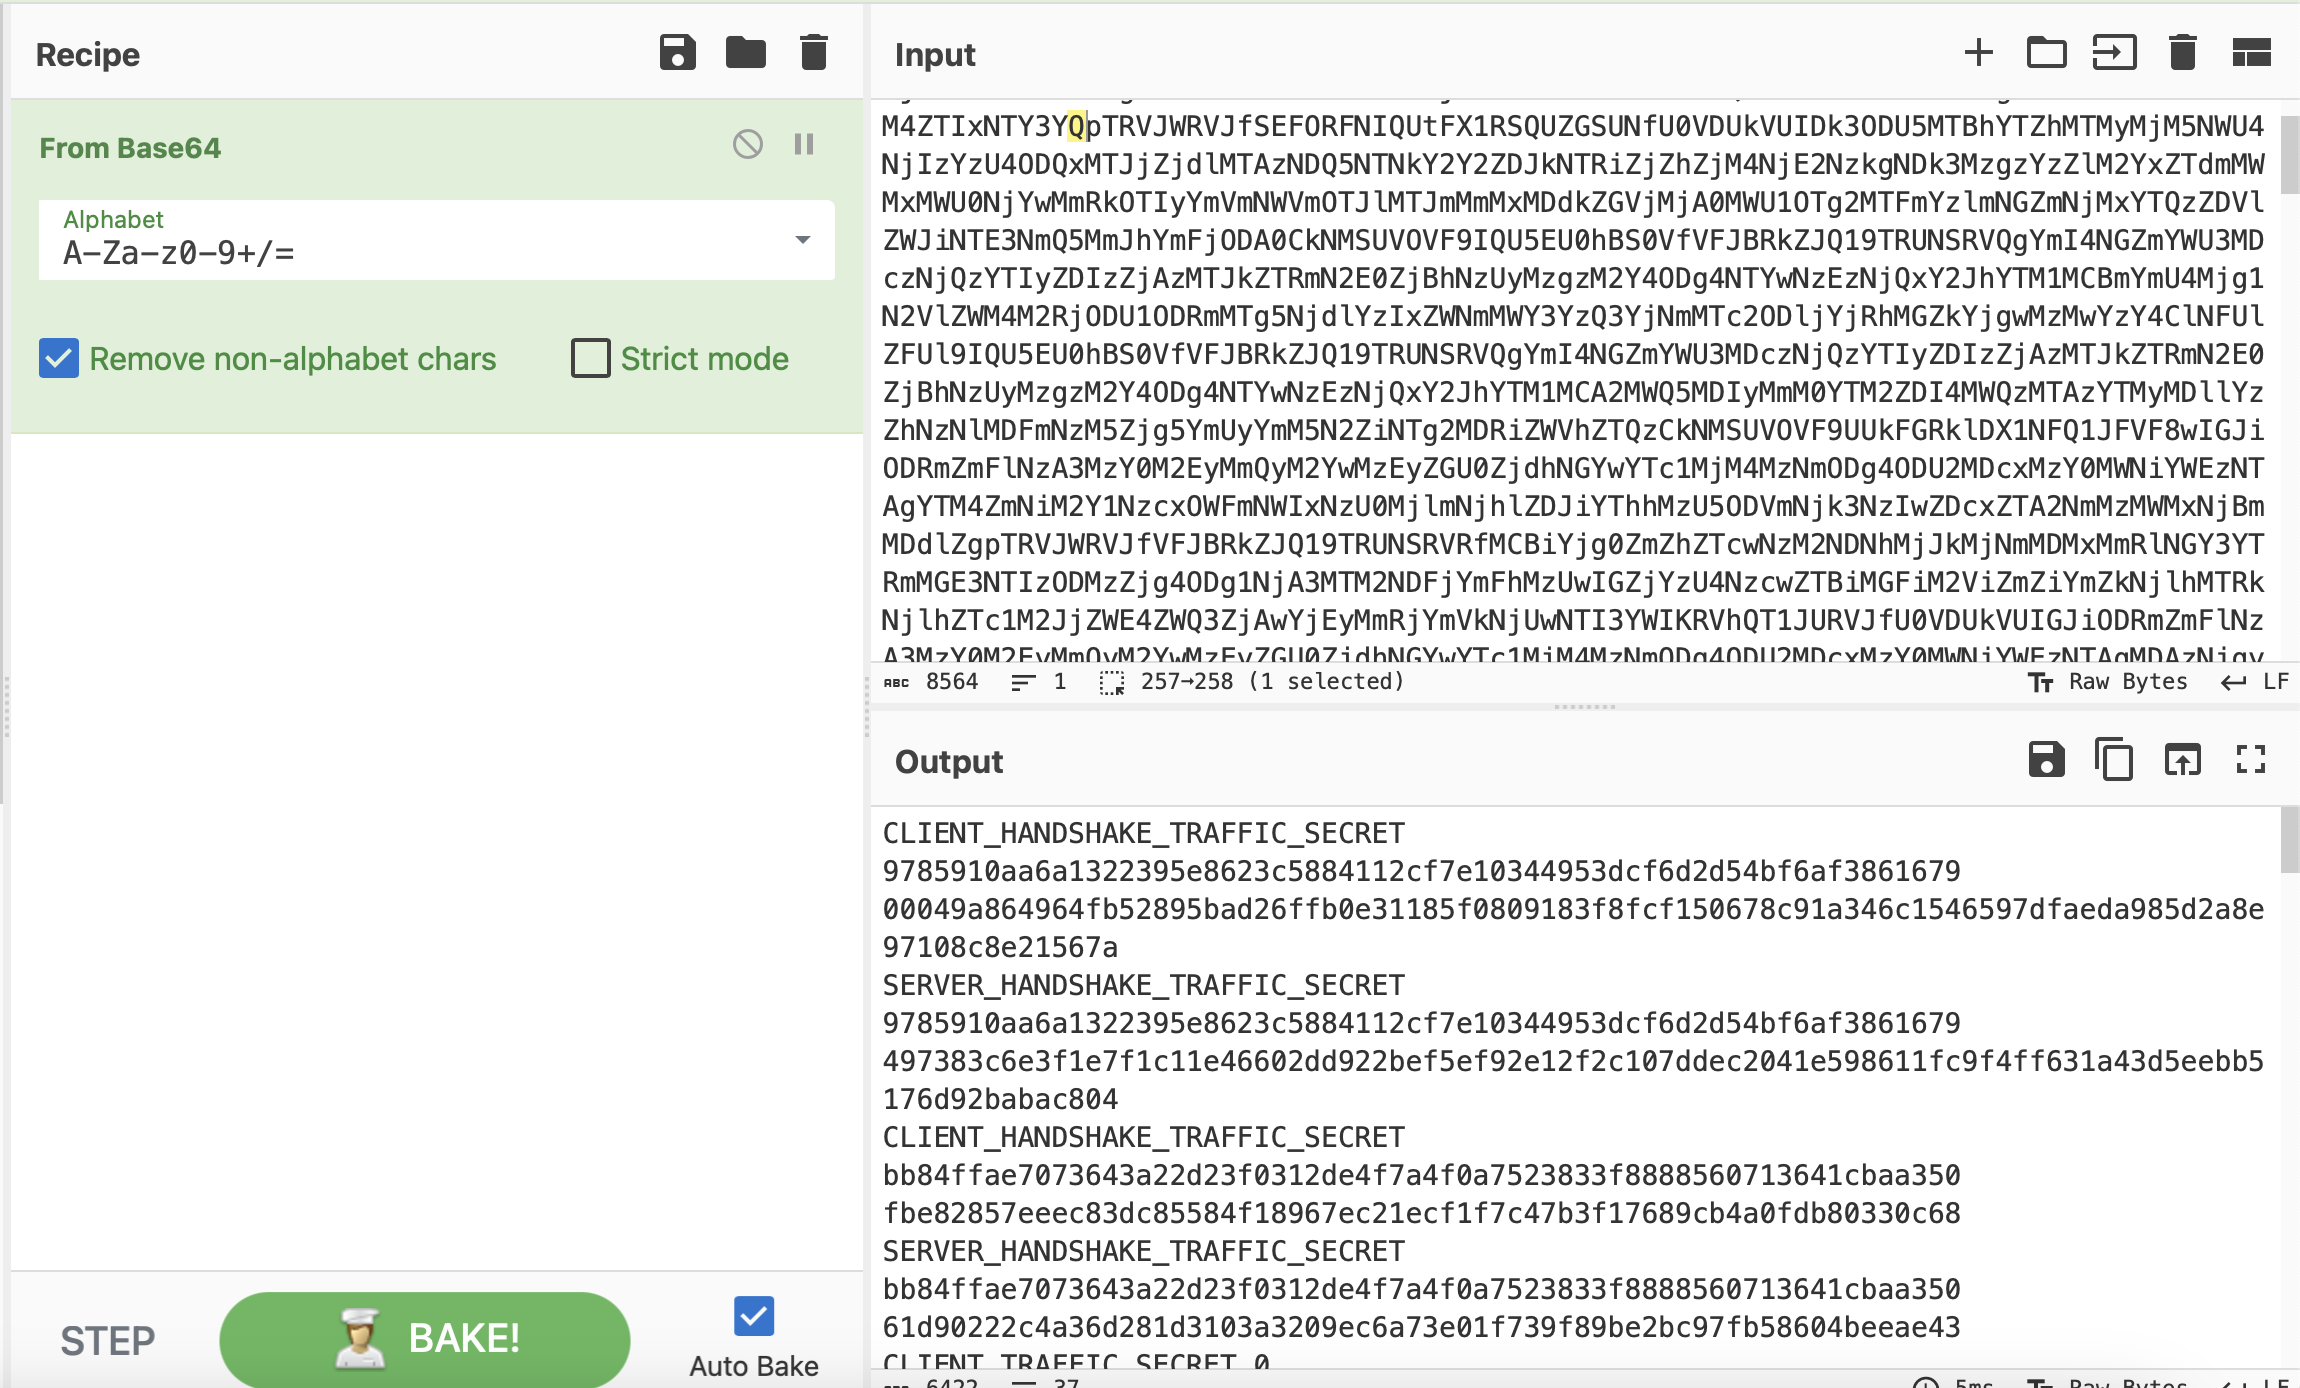 Recipe
From Base64
Alphabet
A-Za-z0-9+/=
Remove non-alphabet chars
Strict mode
STEP
BAKE!
Auto Bake
Input
M4ZTIxNTY3YQpTRVJWRVJfSEFORFNIQUtFX1RSQUZGSUNfU0VDUkVUIDk3ODU5MTBhYTZhMTMyMjM5NWU4
NjIzYzU4ODQxMTJjZjdlMTAzNDQ5NTNkY2Y2ZDJkNTRiZjZhZjM4NjE2NzkgNDk3MzgzYzZlM2YxZTdmMW
MxMWU0NjYwMmRkOTIyYmVmNWVmOTJlMTJmMmMxMDdkZGVjMjA0MWU1OTg2MTFmYzlmNGZmNjMxYTQzZDVl
ZWJiNTE3NmQ5MmJhYmFjODA0CkNMSUVOVF9IQU5EU0hBS0VfVFJBRkZJQ19TRUNSRVQgYmI4NGZmYWU3MD
czNjQzYTIyZDIzZjAzMTJkZTRmN2E0ZjBhNzUyMzgzM2Y4ODg4NTYwNzEzNjQxY2JhYTM1MCBmYmU4Mjg1
N2VlZWM4M2RjODU1ODRmMTg5NjdlYzIxZWNmMWY3YzQ3YjNmMTc2ODljYjRhMGZkYjgwMzMwYzY4ClNFUl
ZFUl9IQU5EU0hBS0VfVFJBRkZJQ19TRUNSRVQgYmI4NGZmYWU3MDczNjQzYTIyZDIzZjAzMTJkZTRmN2E0
ZjBhNzUyMzgzM2Y4ODg4NTYwNzEzNjQxY2JhYTM1MCA2MWQ5MDIyMmM0YTM2ZDI4MWQzMTAzYTMyMDllYz
ZhNzNlMDFmNzM5Zjg5YmUyYmM5N2ZiNTg2MDRiZWVhZTQzCkNMSUVOVF9UUkFGRklDX1NFQ1JFVF8wIGJi
ODRmZmFlNzA3MzY0M2EyMmQyM2YwMzEyZGU0ZjdhNGYwYTc1MjM4MzNmODg4ODU2MDcxMzY0MWNiYWEzNT
AgYTM4ZmNiM2Y1NzcxOWFmNWIxNzU0MjlmNjhlZDJiYThhMzU5ODVmNjk3NzIwZDcxZTA2NmMzMWMxNjBm
MDdlZgpTRVJWRVJfVFJBRkZJQ19TRUNSRVRfMCBiYjg0ZmZhZTcwNzM2NDNhMjJkMjNmMDMxMmRlNGY3YT
RmMGE3NTIzODMzZjg4ODg1NjA3MTM2NDFjYmFhMzUwIGZjYzU4NzcwZTBiMGFiM2ViZmZiYmZkNjlhMTRk
NjlhZTc1M2JjZWE4ZWQ3ZjAwYjEyMmRjYmVkNjUwNTI3YWIKRVhQT1JURVJfU0VDUkVUIGJiODRmZmFlNz
A3MzY0M2EyMmQyM2YwMzEyZGU0ZjdhNGYwYTc1MjM4MzNmODg4ODU2MDcxMzY0MWNiYWEzNTAgMDAzNjgy
8564 1 257→258 (1 selected) Raw Bytes LF
Output
CLIENT_HANDSHAKE_TRAFFIC_SECRET
9785910aa6a1322395e8623c5884112cf7e10344953dcf6d2d54bf6af3861679
00049a864964fb52895bad26ffb0e31185f0809183f8fcf150678c91a346c1546597dfaeda985d2a8e
97108c8e21567a
SERVER_HANDSHAKE_TRAFFIC_SECRET
9785910aa6a1322395e8623c5884112cf7e10344953dcf6d2d54bf6af3861679
497383c6e3f1e7f1c11e46602dd922bef5ef92e12f2c107ddec2041e598611fc9f4ff631a43d5eebb5
176d92babac804
CLIENT_HANDSHAKE_TRAFFIC_SECRET
bb84ffae7073643a22d23f0312de4f7a4f0a7523833f8888560713641cbaa350
fbe82857eeec83dc85584f18967ec21ecf1f7c47b3f17689cb4a0fdb80330c68
SERVER_HANDSHAKE_TRAFFIC_SECRET
bb84ffae7073643a22d23f0312de4f7a4f0a7523833f8888560713641cbaa350
61d90222c4a36d281d3103a3209ec6a73e01f739f89be2bc97fb58604beeae43
CLIENT_TRAFFIC_SECRET_0
6422 37 5ms Raw Bytes LF